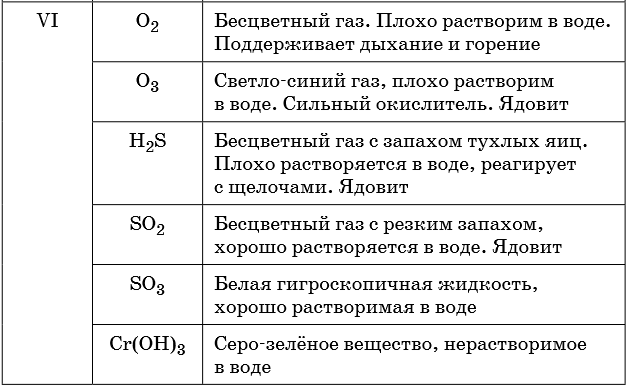 VI O₂ Бесцветный газ. Плохо растворим в воде.
Поддерживает дыхание и горение
O₃ Светло-синий газ, плохо растворим
в воде. Сильный окислитель. Ядовит
H₂S Бесцветный газ с запахом тухлых яиц.
Плохо растворяется в воде, реагирует
с щелочами. Ядовит
SO₂ Бесцветный газ с резким запахом,
хорошо растворяется в воде. Ядовит
SO₃ Белая гигроскопичная жидкость,
хорошо растворимая в воде
Cr(OH)₃ Серо-зелёное вещество, нерастворимое
в воде